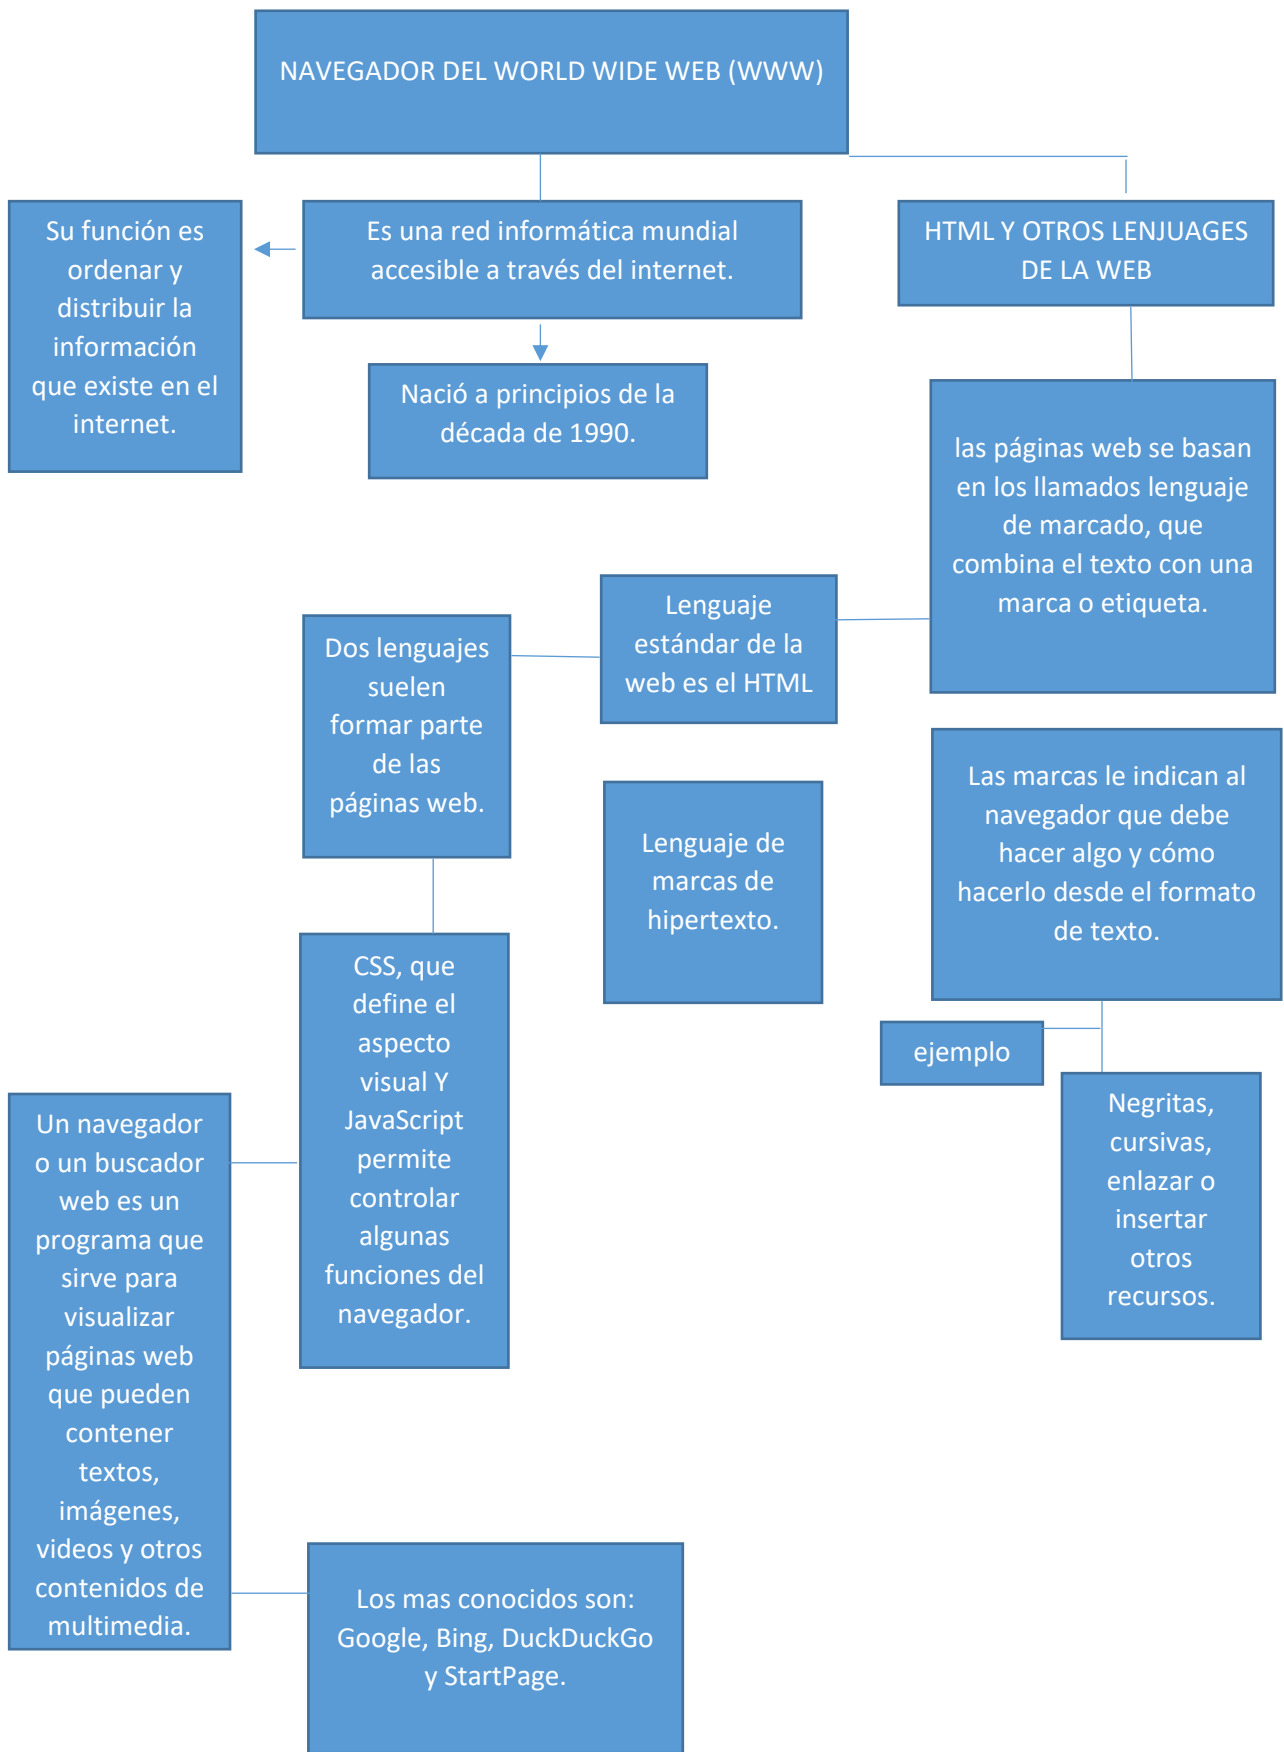 NAVEGADOR DEL WORLD WIDE WEB (WWW)
Su función es
ordenar y
distribuir la
información
que existe en el
internet.
Es una red informática mundial
accesible a través del internet.
HTML Y OTROS LENJUAGES
DE LA WEB
Nació a principios de la
década de 1990.
las páginas web se basan
en los llamados lenguaje
de marcado, que
combina el texto con una
marca o etiqueta.
Lenguaje
estándar de la
web es el HTML
Dos lenguajes
suelen
formar parte
de las
páginas web.
Las marcas le indican al
navegador que debe
hacer algo y cómo
hacerlo desde el formato
de texto.
Lenguaje de
marcas de
hipertexto.
CSS, que
define el
aspecto
visual Y
JavaScript
permite
controlar
algunas
funciones del
navegador.
ejemplo
Negritas,
cursivas,
enlazar o
insertar
otros
recursos.
Un navegador
o un buscador
web es un
programa que
sirve para
visualizar
páginas web
que pueden
contener
textos,
imágenes,
videos y otros
contenidos de
multimedia.
Los mas conocidos son:
Google, Bing, DuckDuckGo
y StartPage.